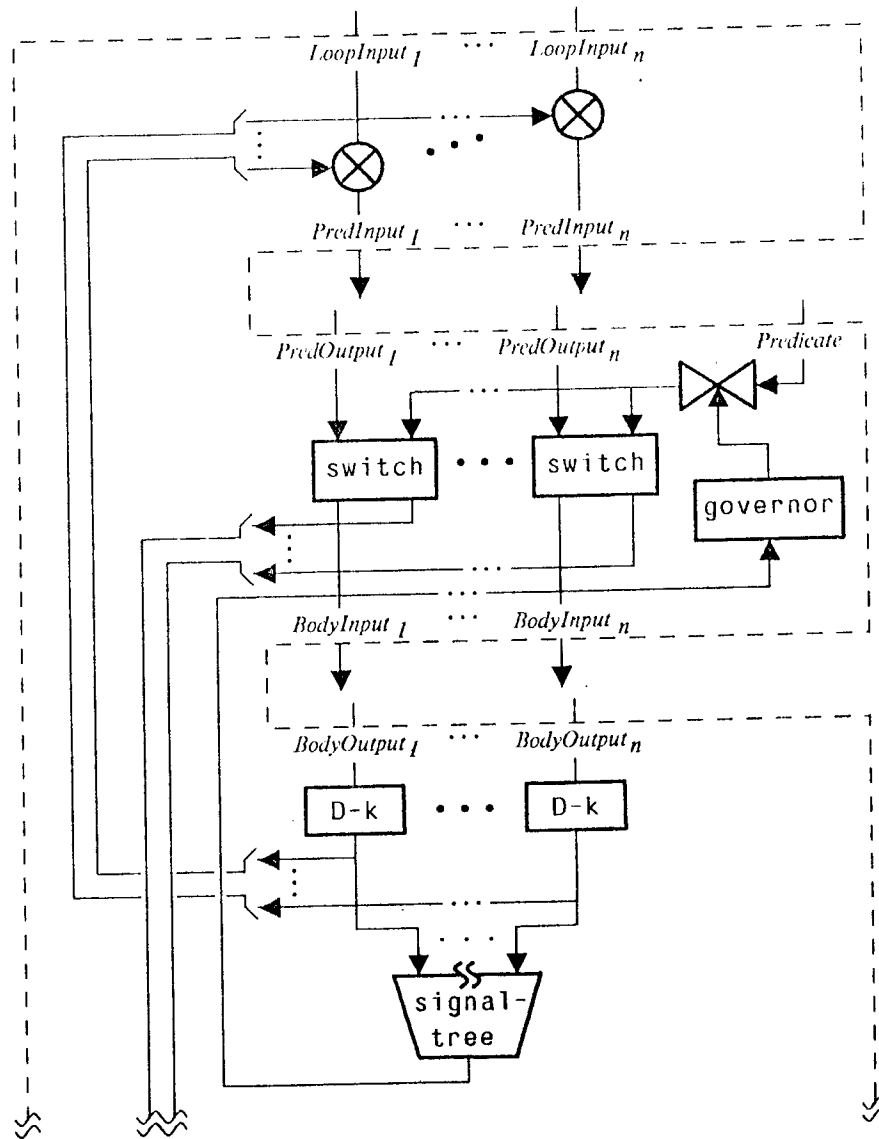 LoopInput 1 ... LoopInput n
...
PredInput 1 ... PredInput n
PredOutput 1 ... PredOutput n Predicate
...
switch ... switch
governor
...
...
BodyInput 1 ... BodyInput n
BodyOutput 1 ... BodyOutput n
D-k ... D-k
...
signal-
tree